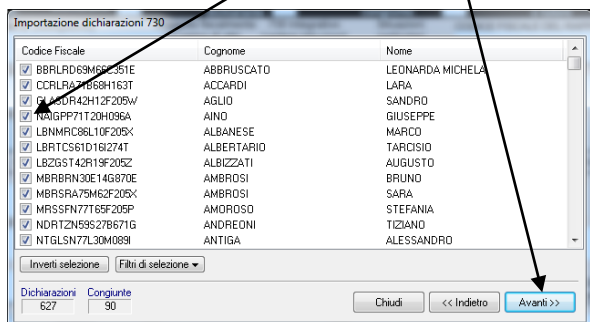 Importazione dichiarazioni 730
Codice Fiscale Cognome Nome
BBRLRD69M66C351E ABBRUSCATO LEONARDA MICHELA
CCRLRA71B68H163T ACCARDI LARA
GLASDR42H12F205W AGLIO SANDRO
NAIGPP71T20H096A AINO GIUSEPPE
LBNMRC86L10F205X ALBANESE MARCO
LBRTCS61D16I274T ALBERTARIO TARCISIO
LBZGST42R19F205Z ALBIZZATI AUGUSTO
MBRBRN30E14G870E AMBROSI BRUNO
MBRSRA75M62F205X AMBROSI SARA
MRSSFN77T65F205P AMOROSO STEFANIA
NDRTZN59S27B671G ANDREONI TIZIANO
NTGLSN77L30M089I ANTIGA ALESSANDRO
Inverti selezione Filtri di selezione
Dichiarazioni Congiunte
627 90
Chiudi << Indietro Avanti >>